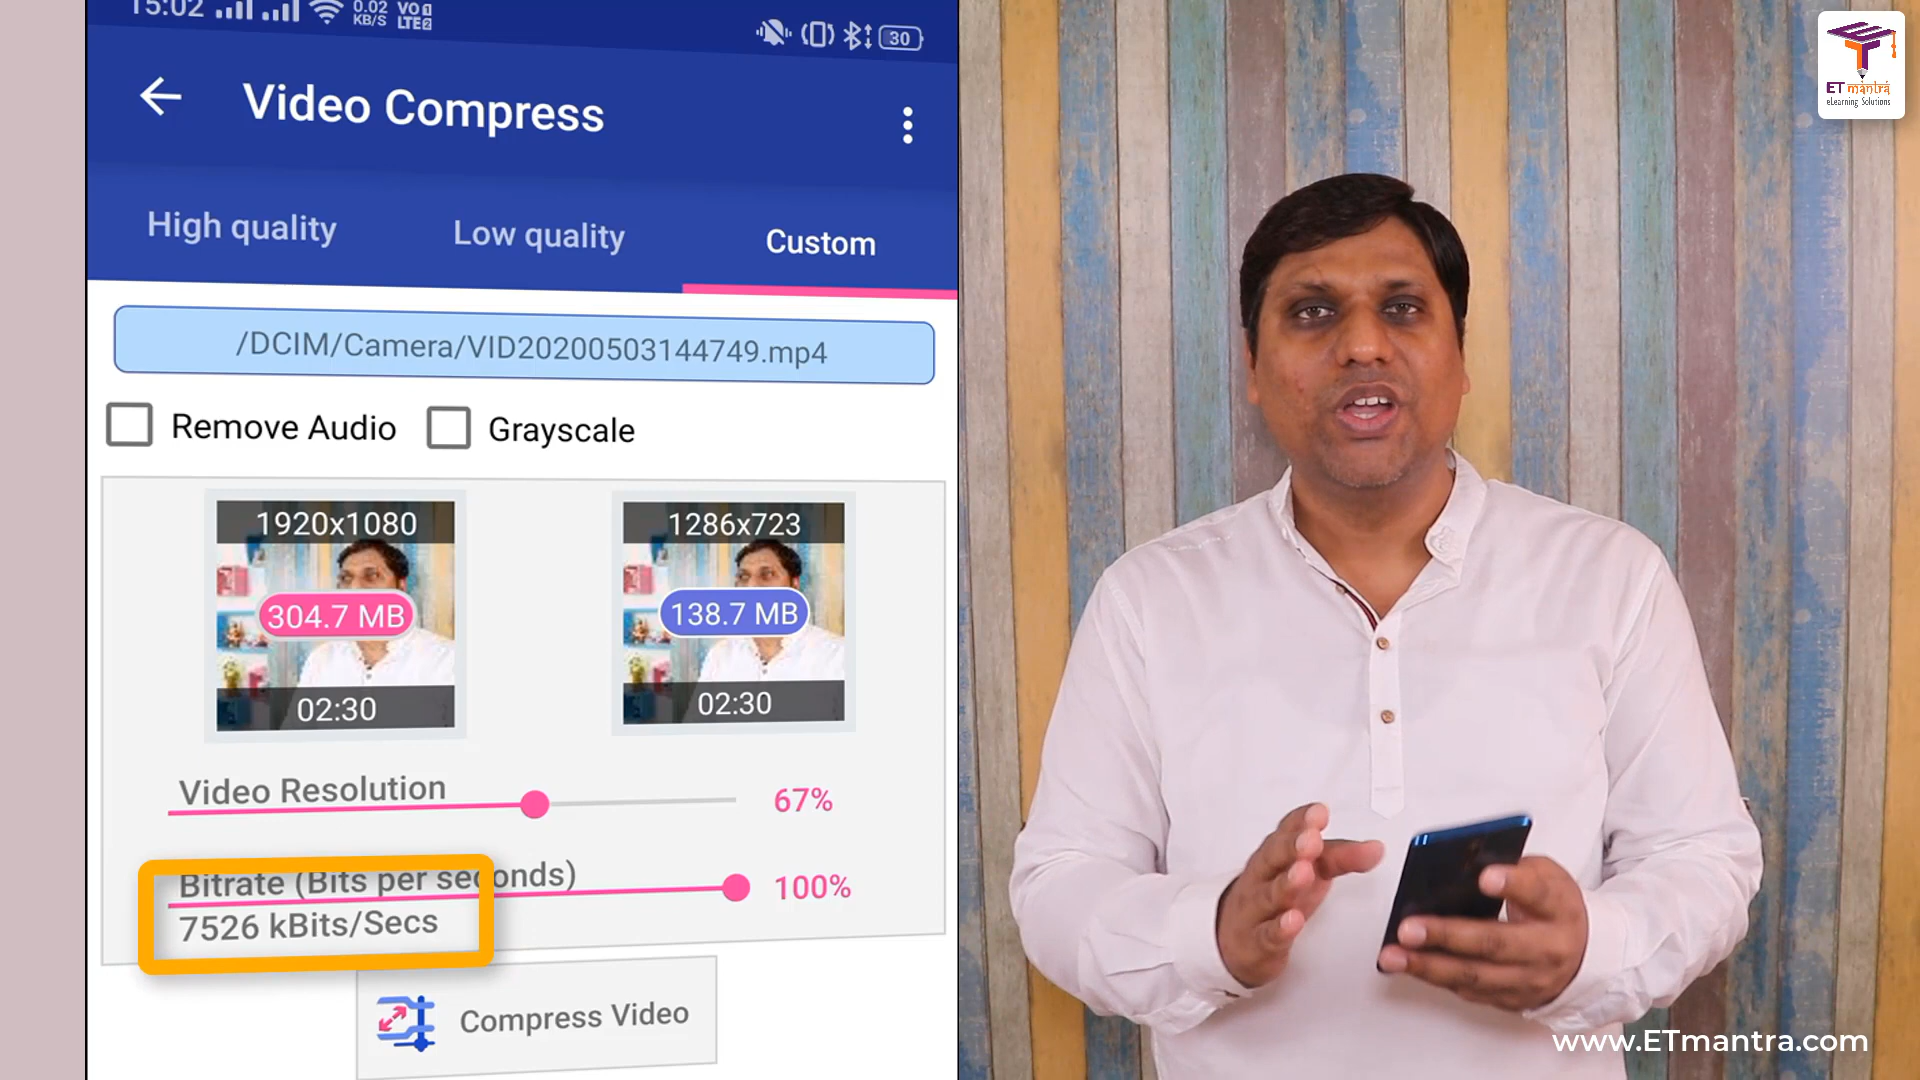 15:02 0.02 KB/S VO 1 LTE 2 30
Video Compress
High quality Low quality Custom
/DCIM/Camera/VID20200503144749.mp4
Remove Audio Grayscale
1920x1080 1286x723
304.7 MB 138.7 MB
02:30 02:30
Video Resolution 67%
Bitrate (Bits per seconds) 100%
7526 kBits/Secs
Compress Video
ET mantra
eLearning Solutions
www.ETmantra.com